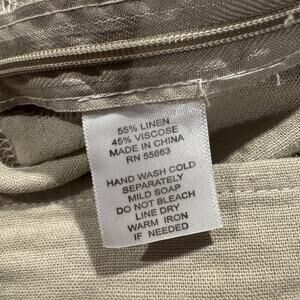 55% LINEN
45% VISCOSE
MADE IN CHINA
RN 55663
HAND WASH COLD
SEPARATELY
MILD SOAP
DO NOT BLEACH
LINE DRY
WARM IRON
IF NEEDED